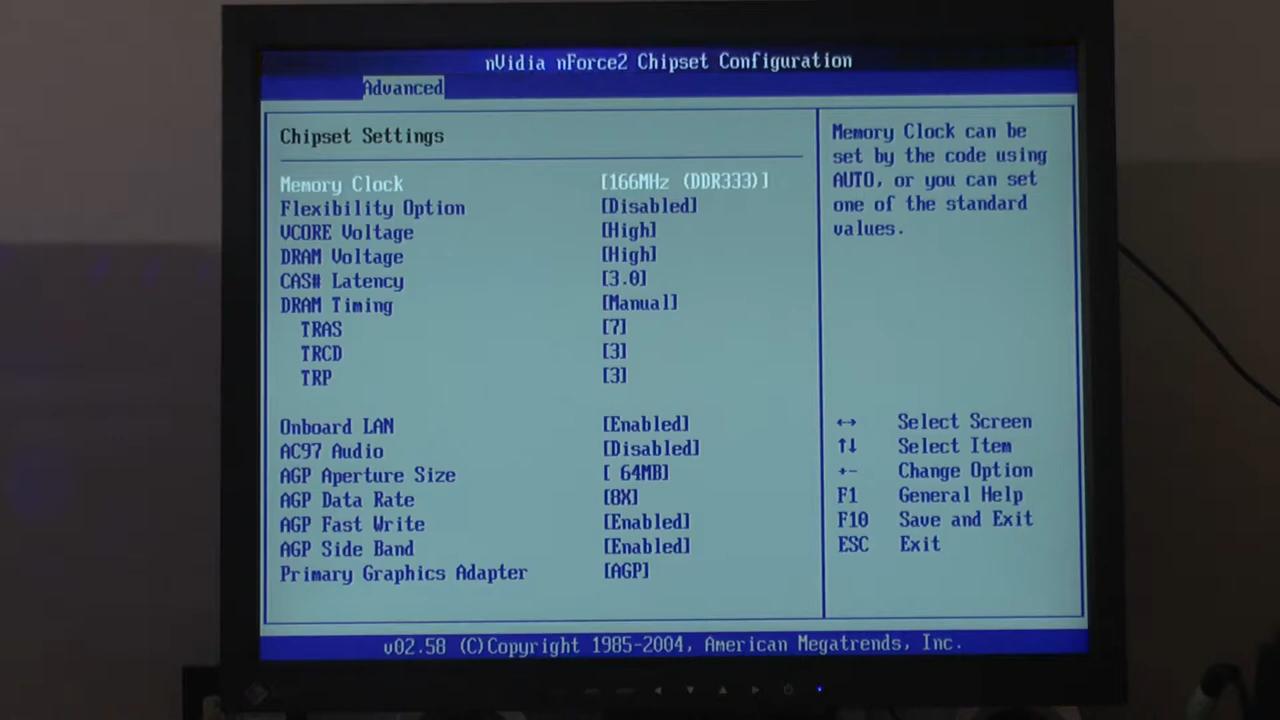 nVidia nForce2 Chipset Configuration
Advanced
Chipset Settings
Memory Clock [166MHz (DDR333)]
Flexibility Option [Disabled]
VCORE Voltage [High]
DRAM Voltage [High]
CAS# Latency [3.0]
DRAM Timing [Manual]
TRAS [7]
TRCD [3]
TRP [3]
Onboard LAN [Enabled]
AC97 Audio [Disabled]
AGP Aperture Size [ 64MB]
AGP Data Rate [8X]
AGP Fast Write [Enabled]
AGP Side Band [Enabled]
Primary Graphics Adapter [AGP]
Memory Clock can be
set by the code using
AUTO, or you can set
one of the standard
values.
↔ Select Screen
↑↓ Select Item
+- Change Option
F1 General Help
F10 Save and Exit
ESC Exit
v02.58 (C)Copyright 1985-2004, American Megatrends, Inc.